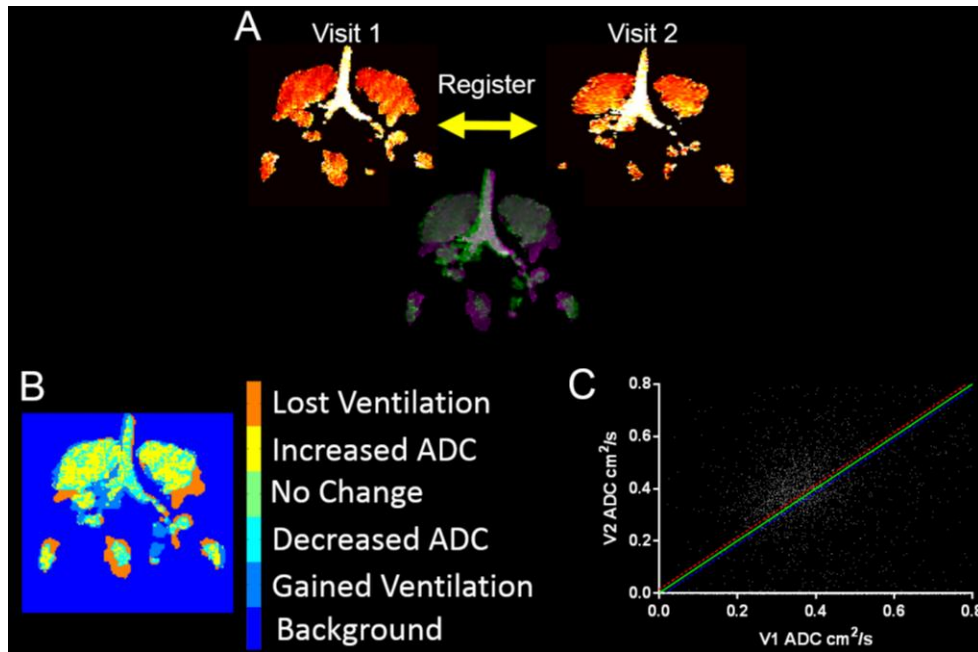 A
Visit 1
Visit 2
Register
B
Lost Ventilation
Increased ADC
No Change
Decreased ADC
Gained Ventilation
Background
C
V2 ADC cm²/s
0.8
0.6
0.4
0.2
0.0
0.0 0.2 0.4 0.6 0.8
V1 ADC cm²/s